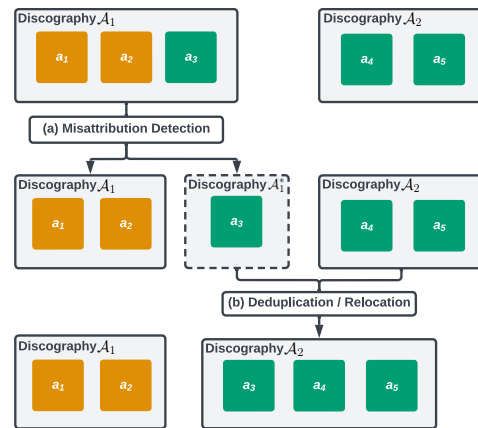 Discography 𝒜₁
a₁ a₂ a₃
Discography 𝒜₂
a₄ a₅
(a) Misattribution Detection
Discography 𝒜₁
a₁ a₂
Discography 𝒜₁*
a₃
Discography 𝒜₂
a₄ a₅
(b) Deduplication / Relocation
Discography 𝒜₁
a₁ a₂
Discography 𝒜₂
a₃ a₄ a₅